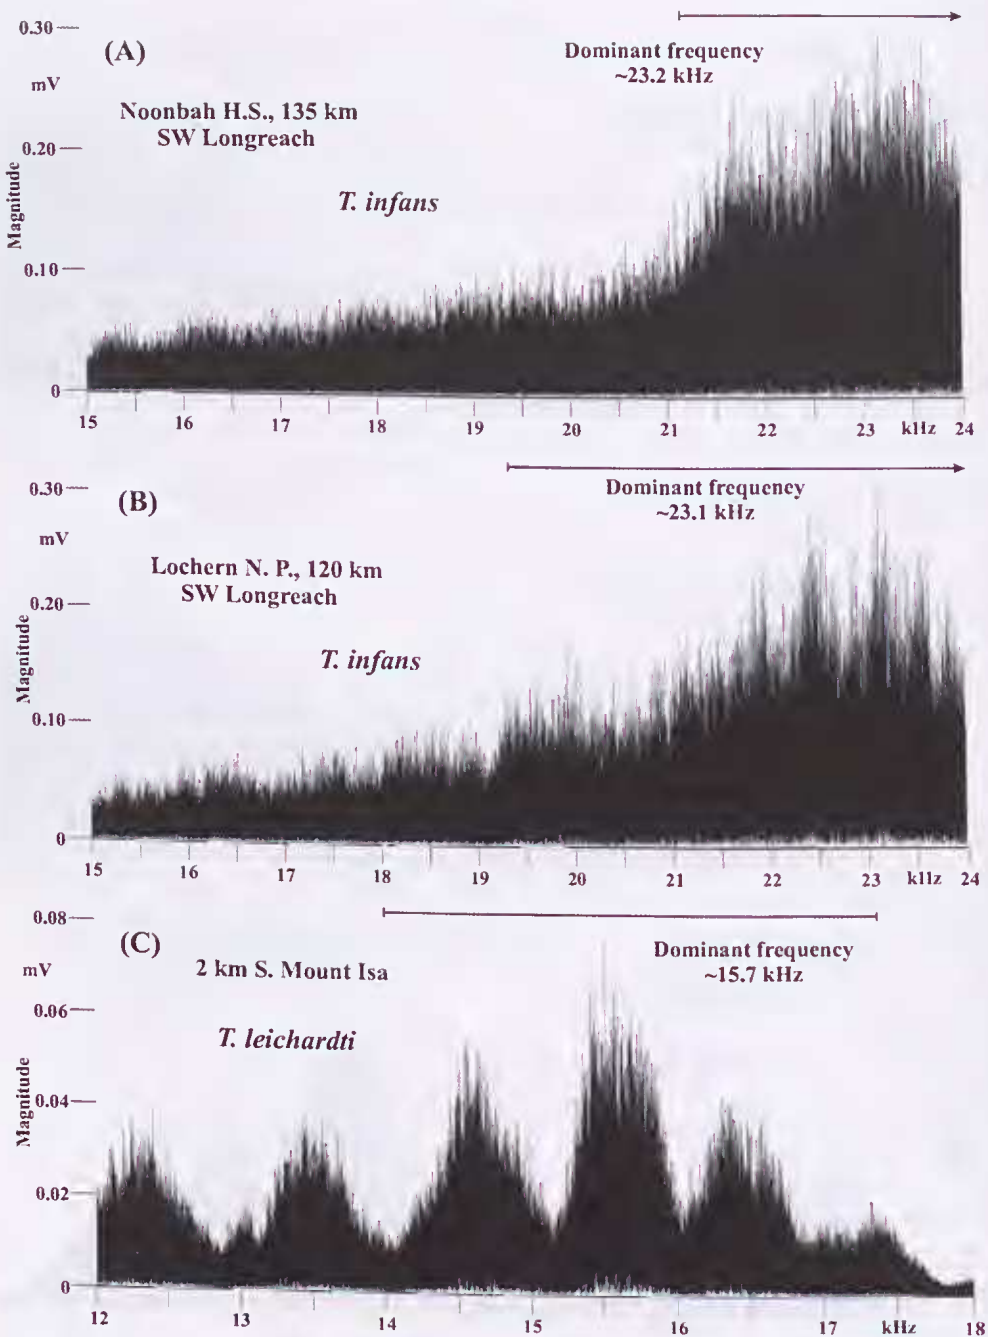 0.30
(A)
Dominant frequency
~23.2 kHz
mV
Noonbah H.S., 135 km
SW Longreach
0.20
T. infans
Magnitude
0.10
0
15 16 17 18 19 20 21 22 23 kHz 24
0.30
(B)
Dominant frequency
~23.1 kHz
mV
Lochern N. P., 120 km
SW Longreach
0.20
T. infans
Magnitude
0.10
0
15 16 17 18 19 20 21 22 23 kHz 24
0.08
(C)
Dominant frequency
~15.7 kHz
mV
2 km S. Mount Isa
0.06
T. leichardti
Magnitude
0.04
0.02
0
12 13 14 15 16 17 kHz 18